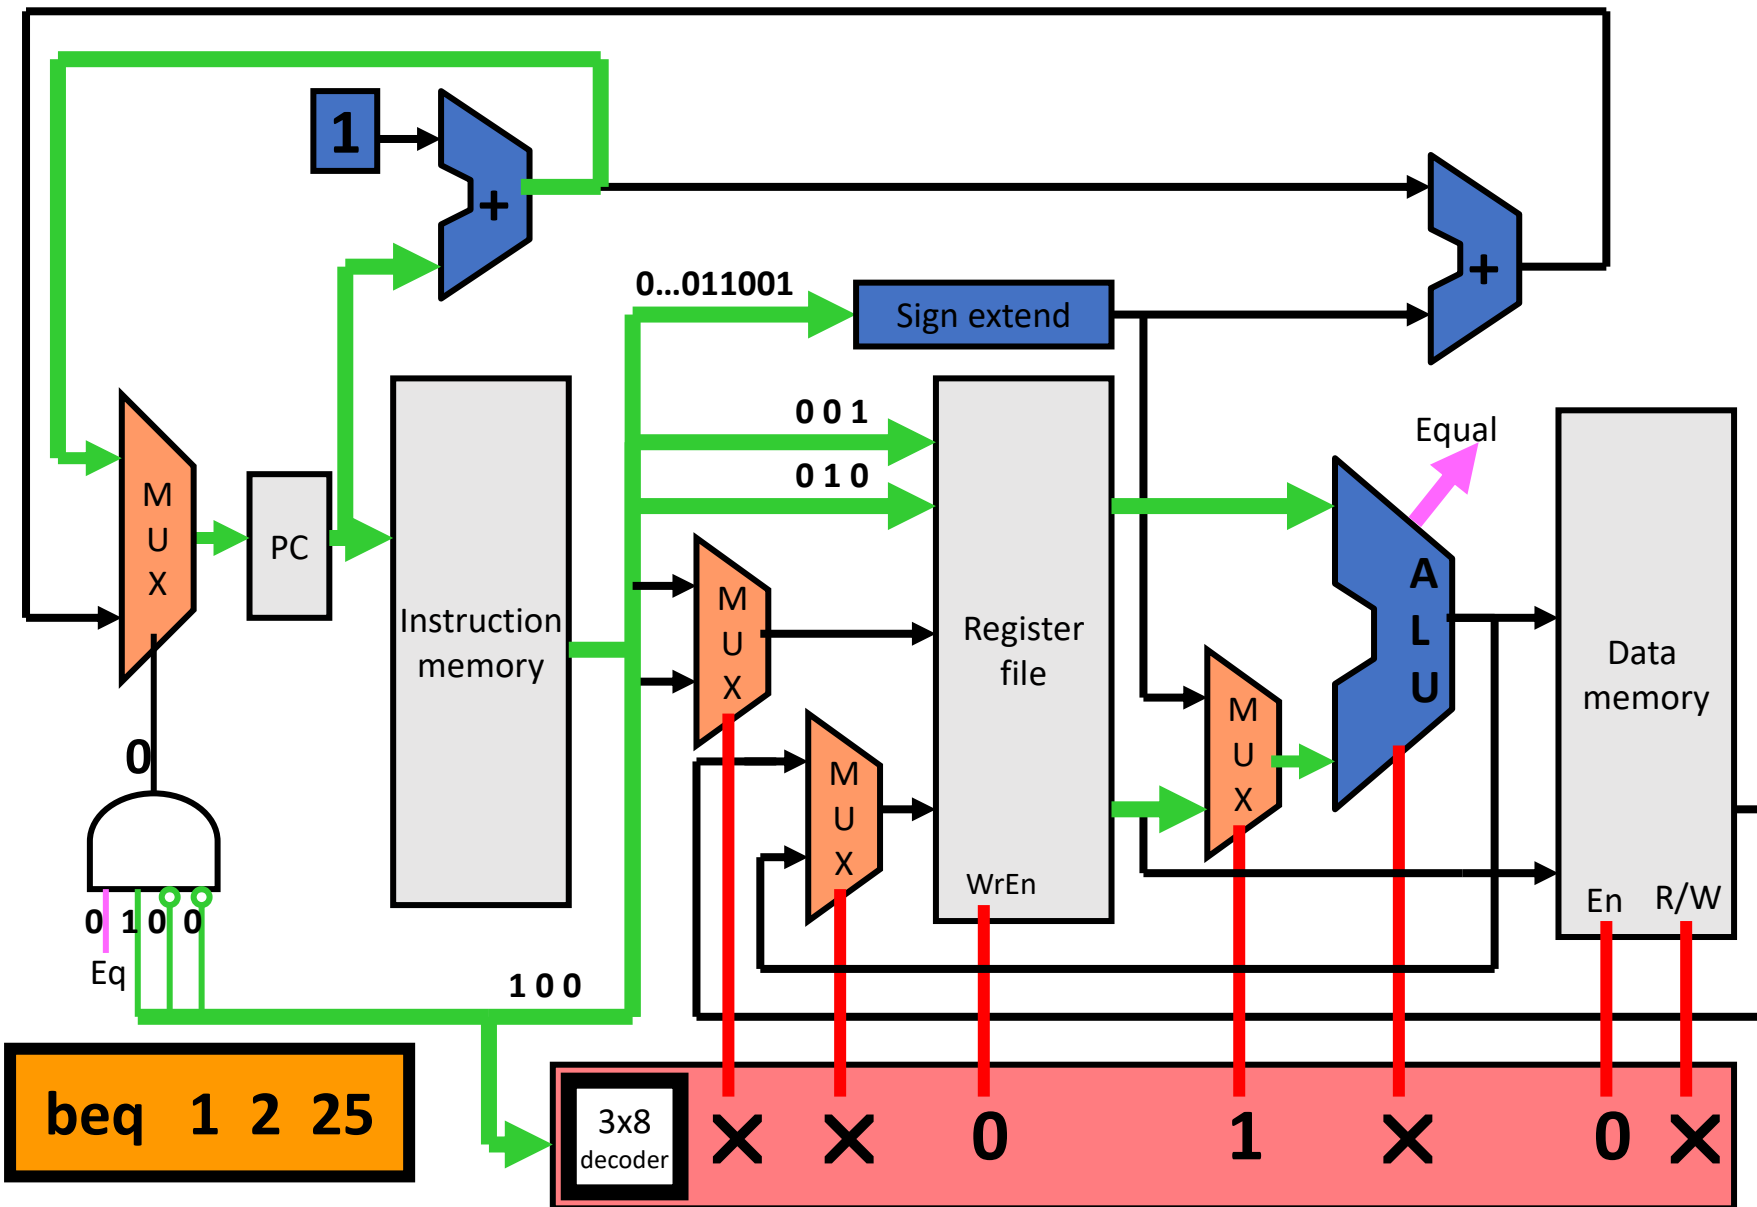 1
+
+
0...011001
Sign extend
0 0 1
0 1 0
Equal
M
U
X
PC
Instruction
memory
M
U
X
Register
file
A
L
U
Data
memory
M
U
X
M
U
X
0
WrEn
En R/W
0 1 0 0
Eq
1 0 0
beq 1 2 25
3x8
decoder
X X 0 1 X 0 X